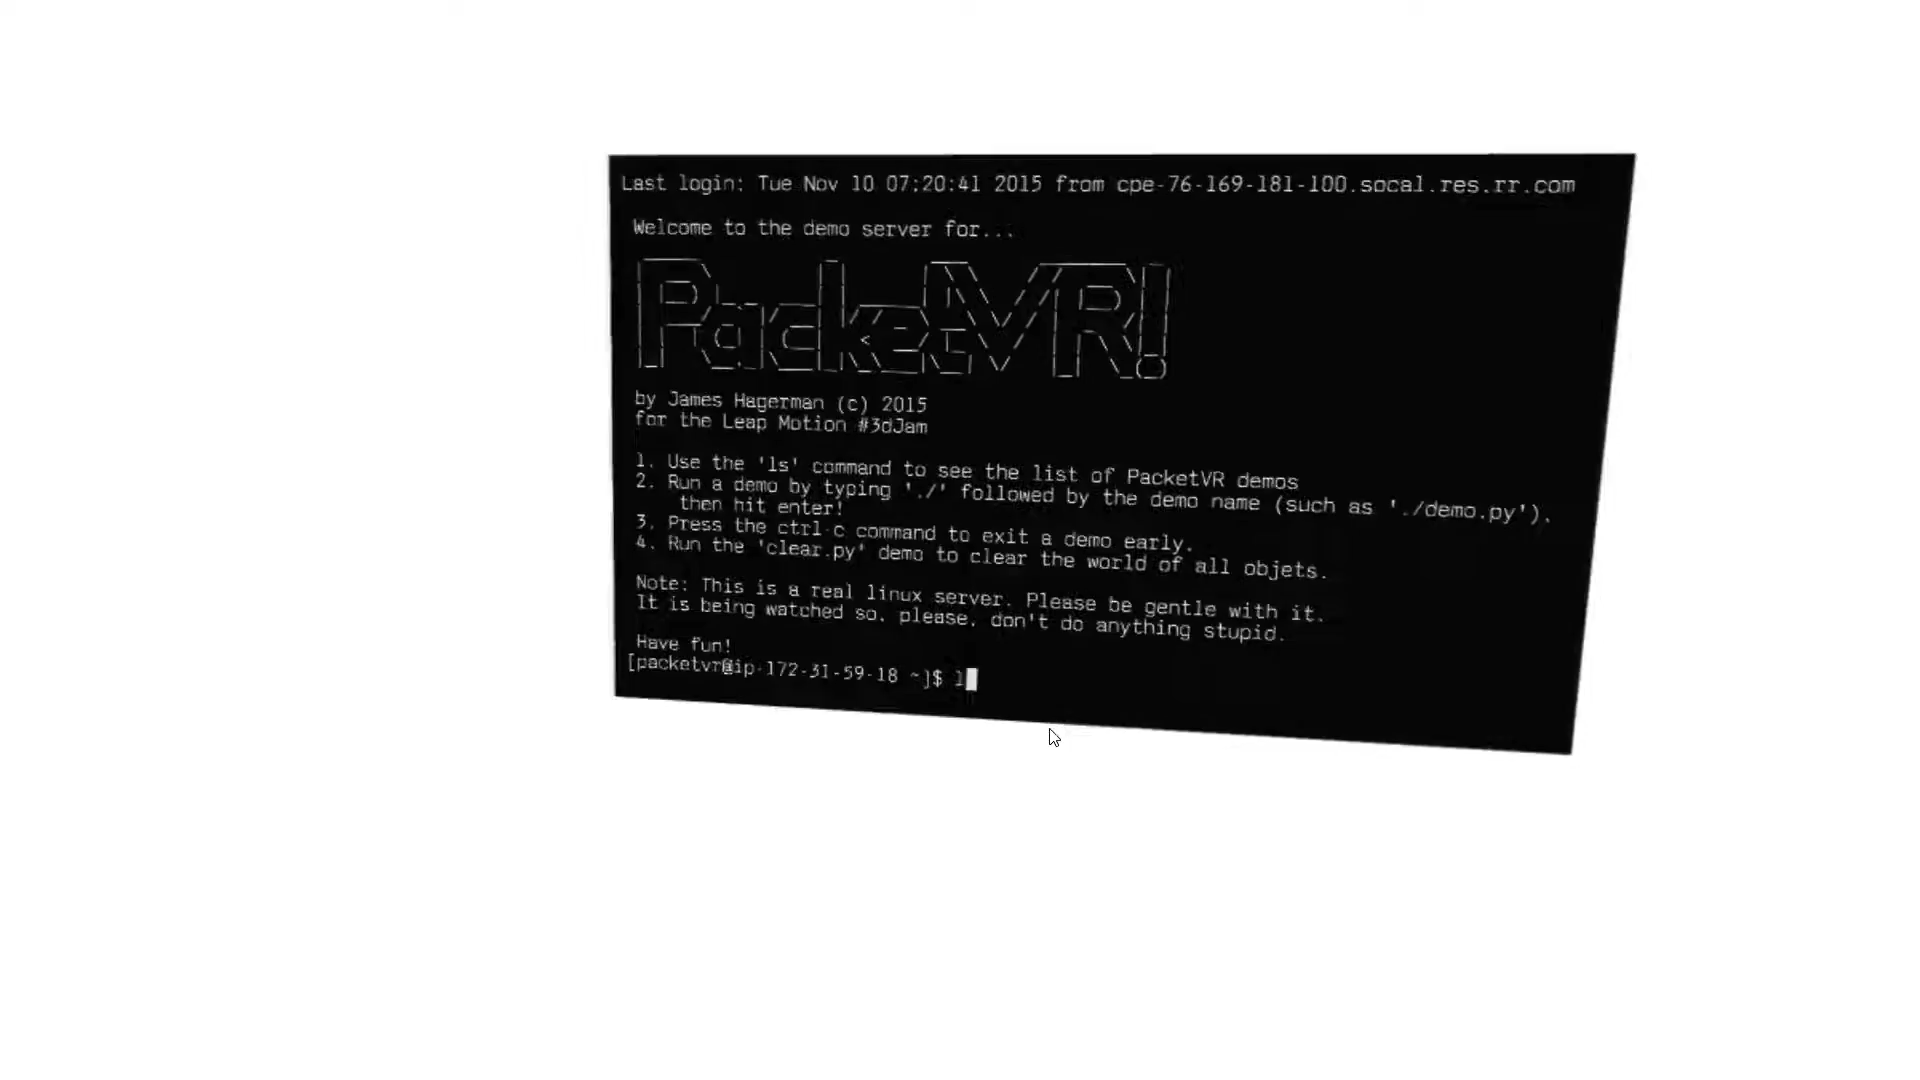 Last login: Tue Nov 10 07:20:41 2015 from cpe-76-169-181-100.socal.res.rr.com
Welcome to the demo server for...
PacketVR!
by James Hagerman (c) 2015
for the Leap Motion #3dJam
1. Use the 'ls' command to see the list of PacketVR demos
2. Run a demo by typing './' followed by the demo name (such as './demo.py').
then hit enter!
3. Press the ctrl-c command to exit a demo early.
4. Run the 'clear.py' demo to clear the world of all objets.
Note: This is a real linux server. Please be gentle with it.
It is being watched so, please, don't do anything stupid.
Have fun!
[packetvr@ip-172-31-59-18 ~]$ l